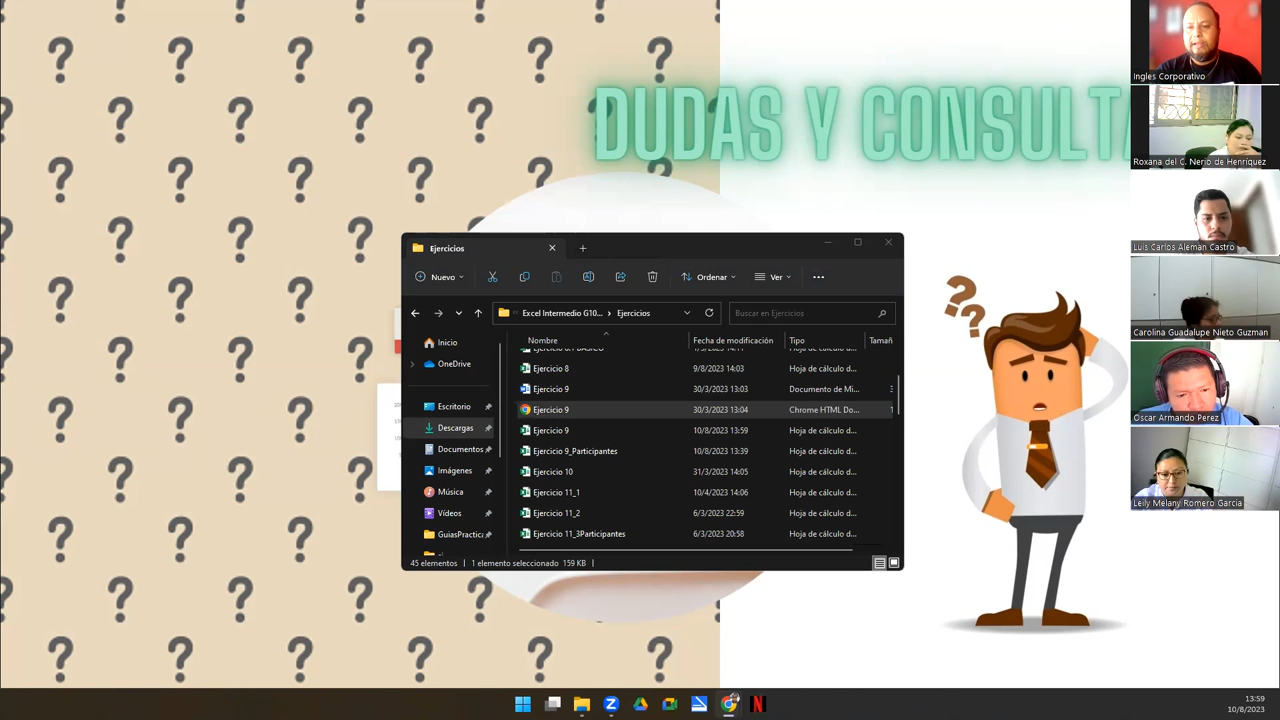 DUDAS Y CONSULTA
Ingles Corporativo
Roxana del C. Nerio de Henríquez
Luis Carlos Aleman Castro
Carolina Guadalupe Nieto Guzman
Oscar Armando Perez
Leily Melany Romero Garcia
Ejercicios
Nuevo
Ordenar
Ver
Excel Intermedio G10... > Ejercicios
Buscar en Ejercicios
Nombre Fecha de modificación Tipo Tamañ
Inicio
OneDrive
Escritorio
Descargas
Documentos
Imágenes
Música
Vídeos
GuiasPractica
Ejercicio 8 9/8/2023 14:03 Hoja de cálculo d...
Ejercicio 9 30/3/2023 13:03 Documento de Mi...
Ejercicio 9 30/3/2023 13:04 Chrome HTML Do...
Ejercicio 9 10/8/2023 13:59 Hoja de cálculo d...
Ejercicio 9_Participantes 10/8/2023 13:39 Hoja de cálculo d...
Ejercicio 10 31/3/2023 14:05 Hoja de cálculo d...
Ejercicio 11_1 10/4/2023 14:06 Hoja de cálculo d...
Ejercicio 11_2 6/3/2023 22:59 Hoja de cálculo d...
Ejercicio 11_3Participantes 6/3/2023 20:58 Hoja de cálculo d...
45 elementos | 1 elemento seleccionado 159 KB |
13:59
10/8/2023